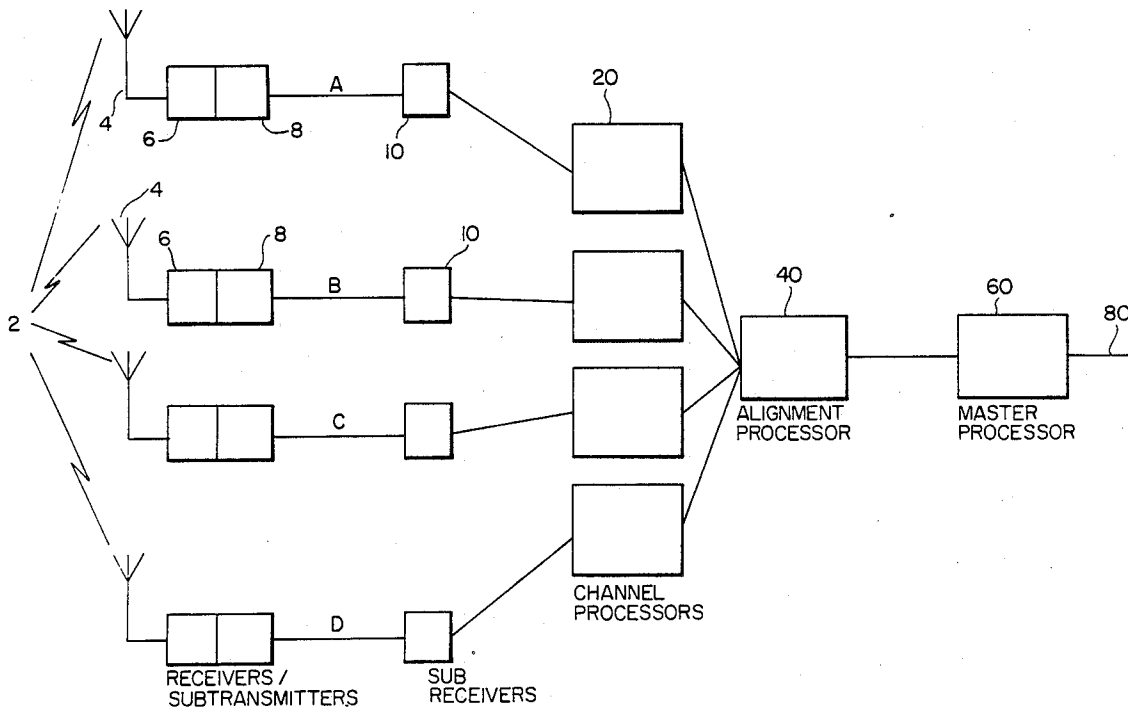 4
6
8
A
10
20
4
6
8
B
10
40
60
80
2
C
ALIGNMENT
PROCESSOR
MASTER
PROCESSOR
D
CHANNEL
PROCESSORS
RECEIVERS /
SUBTRANSMITTERS
SUB
RECEIVERS